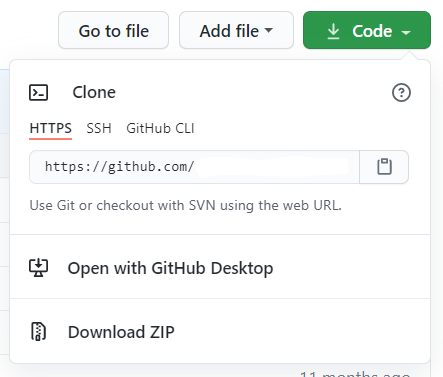 Go to file Add file Code
Clone
HTTPS SSH GitHub CLI
https://github.com/
Use Git or checkout with SVN using the web URL.
Open with GitHub Desktop
Download ZIP
11 months ago